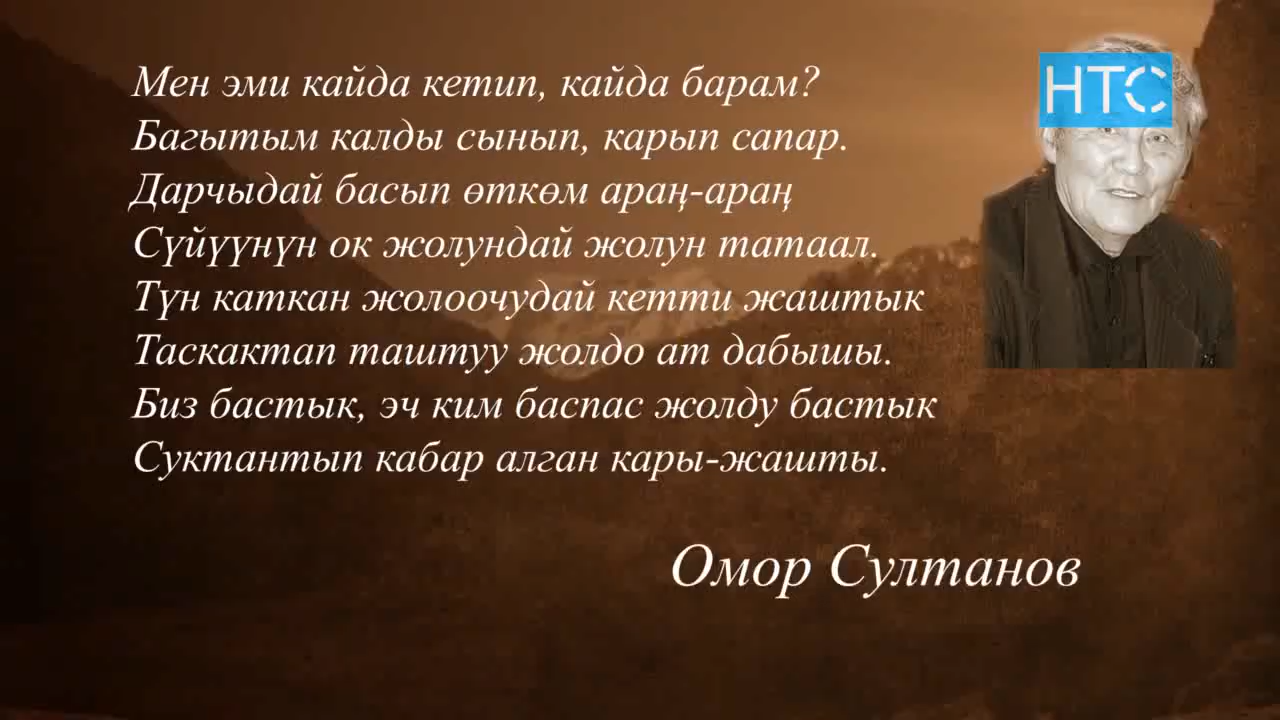 НТС
Мен эми кайда кетип, кайда барам?
Багытым калды сынып, карып сапар.
Дарчыдай басып өткөм араң-араң
Сүйүүнүн ок жолундай жолун татаал.
Түн каткан жолоочудай кетти жаштык
Таскактап таштуу жолдо ат дабышы.
Биз бастык, эч ким баспас жолду бастык
Суктантып кабар алган кары-жашты.
Омор Султанов